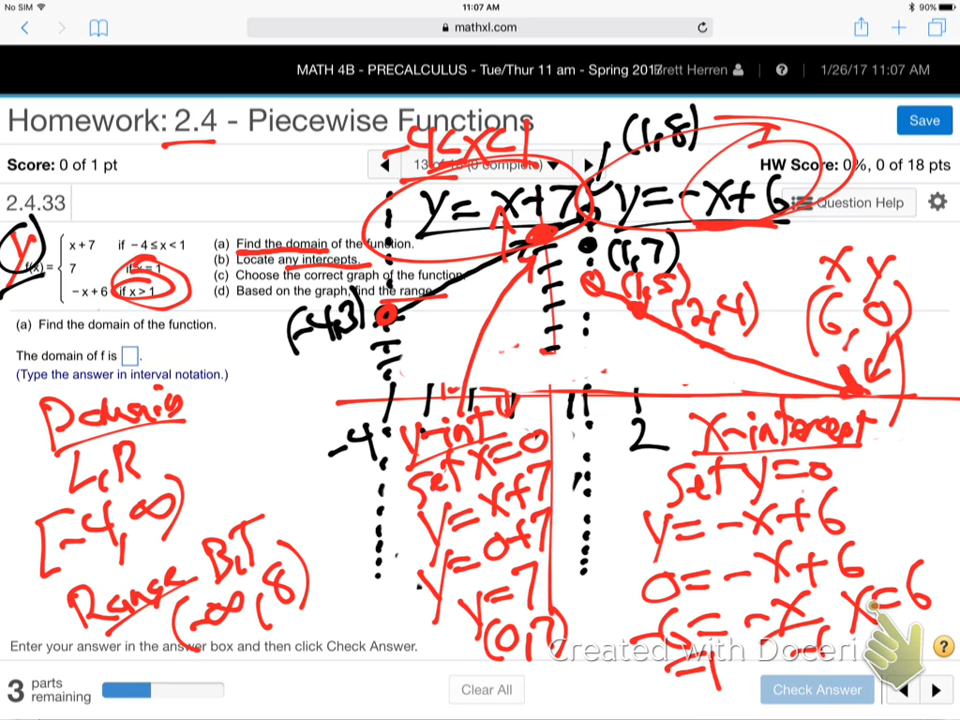 No SIM 11:07 AM 90%
mathxl.com
MATH 4B - PRECALCULUS - Tue/Thur 11 am - Spring 2017 Brett Herren 1/26/17 11:07 AM
Homework: 2.4 - Piecewise Functions Save
-4≤x<1
(1,8)
Score: 0 of 1 pt
HW Score: 0%, 0 of 18 pts
2.4.33
y= x+7
y= -x+6
Question Help
y
f(x) =
x+7 if -4≤x<1
7 if x = 1
-x+6 if x>1
(a) Find the domain of the function.
(b) Locate any intercepts.
(c) Choose the correct graph of the function
(d) Based on the graph, find the range
(1,7)
(1,5)
(2,4)
(-4,3)
x y
(6,0)
(a) Find the domain of the function.
The domain of f is .
(Type the answer in interval notation.)
Domain
L,R
[-4,∞)
Range B,T
(-∞,8)
-4
2
y-int
set x=0
y=x+7
y=0+7
y=7
(0,7)
x-intercept
set y=0
y=-x+6
0=-x+6
-6=-x
x=6
Enter your answer in the answer box and then click Check Answer.
Created with Doceri
3 parts remaining
Clear All
Check Answer